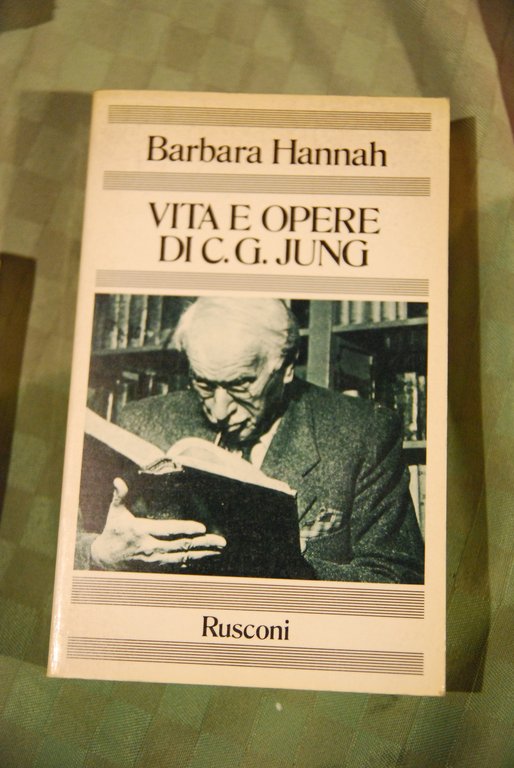 Barbara Hannah
VITA E OPERE
DI C. G. JUNG
Rusconi